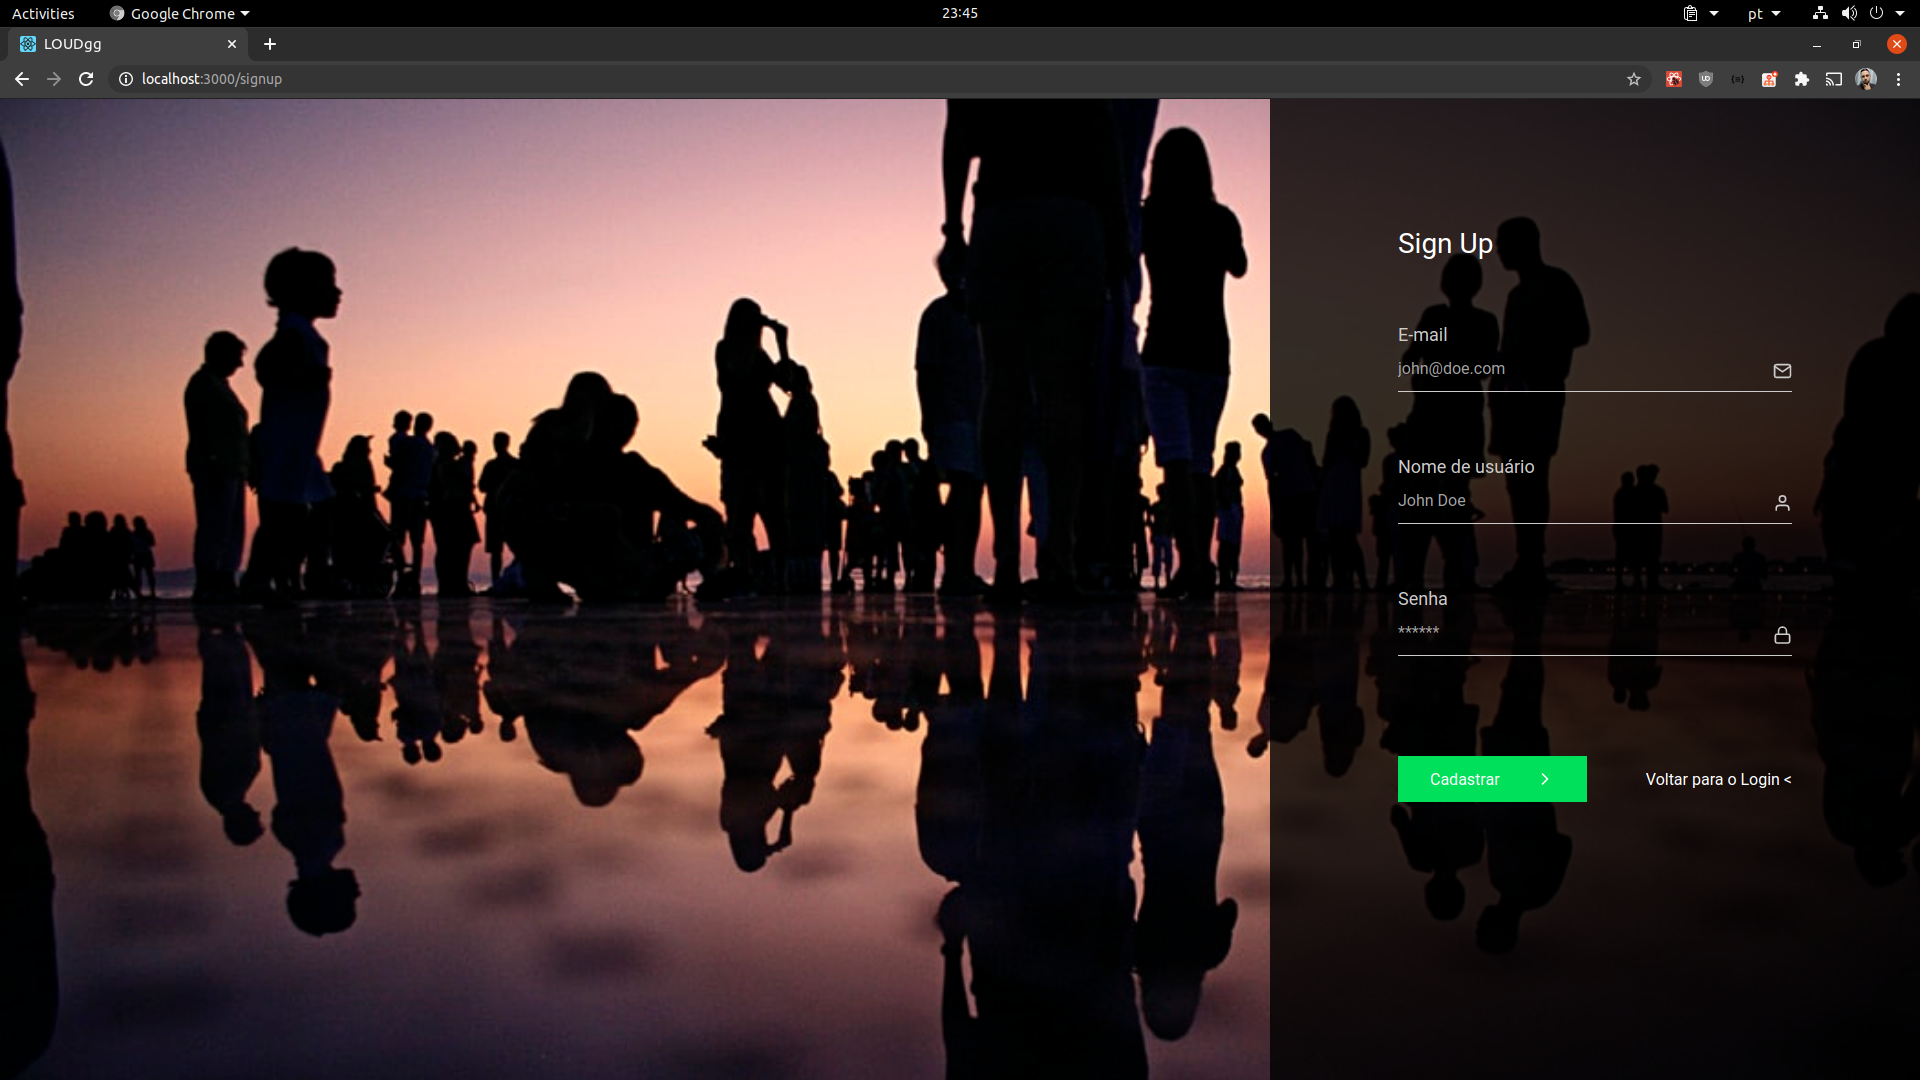 Activities
Google Chrome
23:45
pt
LOUDgg
localhost:3000/signup
Sign Up
E-mail
john@doe.com
Nome de usuário
John Doe
Senha
******
Cadastrar
Voltar para o Login <